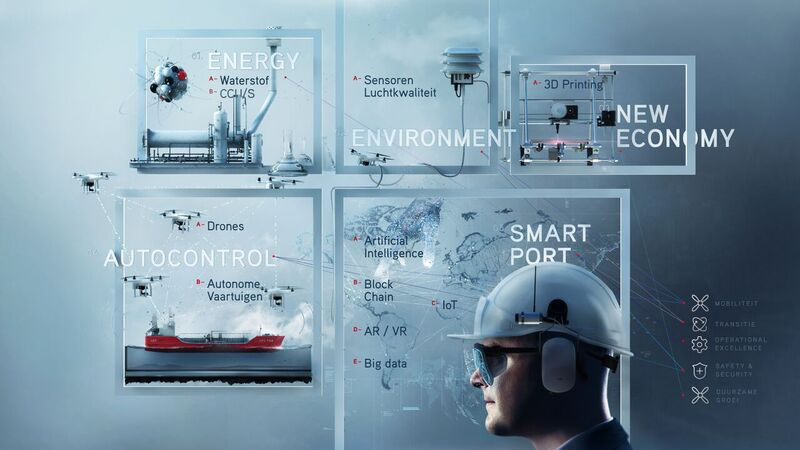 01.
ENERGY
A- Waterstof
B- CCU/S
A- Sensoren
Luchtkwaliteit
ENVIRONMENT
A- 3D Printing
NEW
ECONOMY
A- Drones
AUTOCONTROL
B- Autonome
Vaartuigen
A- Artificial
Intelligence
B- Block
Chain
C- IoT
D- AR / VR
E- Big data
SMART
PORT
MOBILITEIT
TRANSITIE
OPERATIONAL
EXCELLENCE
SAFETY &
SECURITY
DUURZAME
GROEI